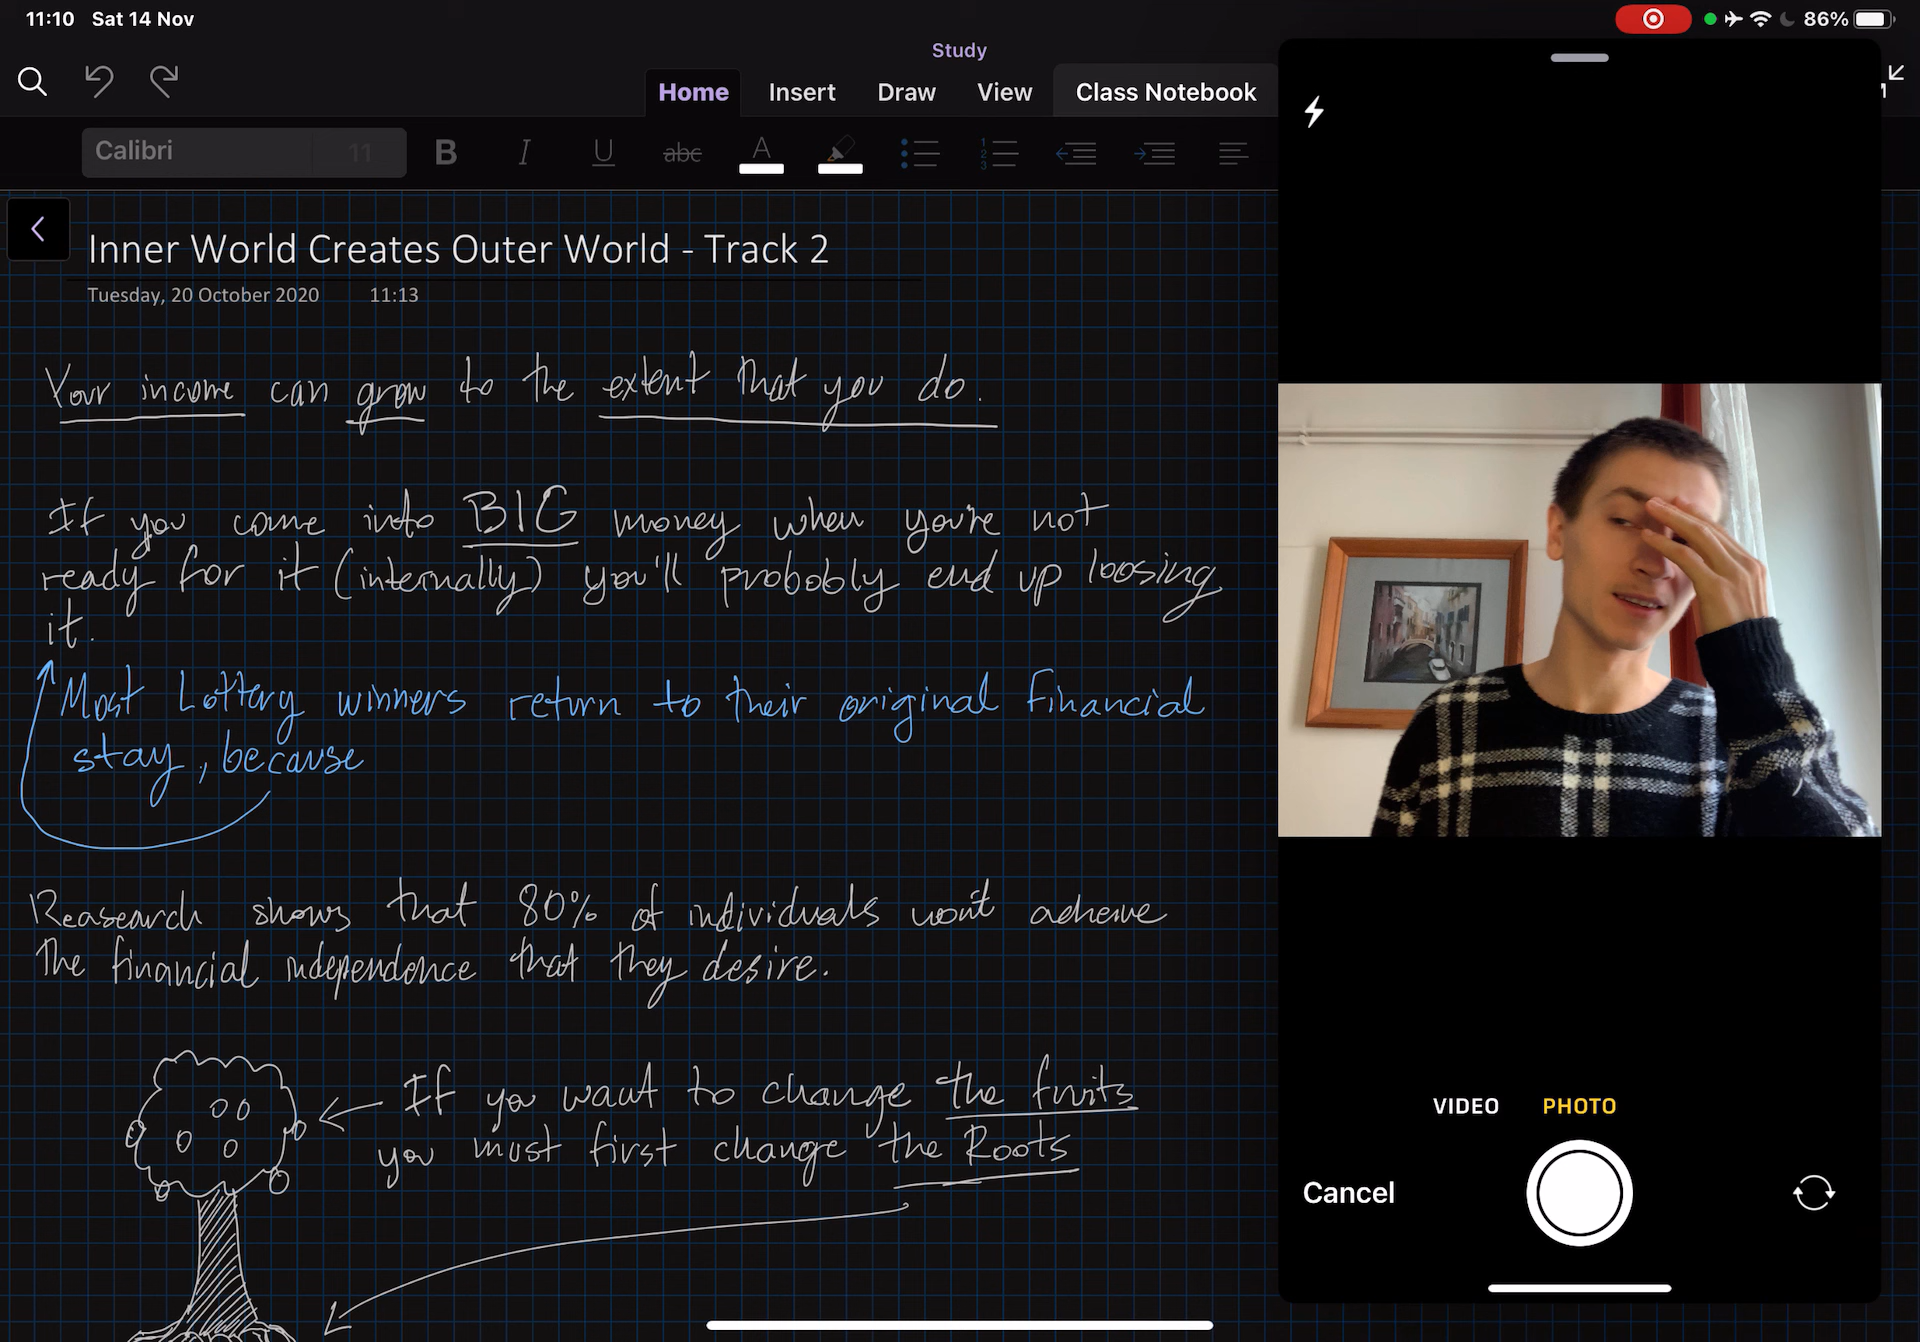 11:10 Sat 14 Nov
86%
Study
Home Insert Draw View Class Notebook
Calibri 11 B I U abc A
1
2
3
Inner World Creates Outer World - Track 2
Tuesday, 20 October 2020 11:13
Your income can grow to the extent that you do.
If you come into BIG money when you're not
ready for it (internally) you'll probobly end up loosing
it.
Most Lottery winners return to their original financial
stay, because
Reasearch shows that 80% of individuals won't acheive
the financial independence that they desire.
If you want to change the fruits
you must first change the Roots
VIDEO PHOTO
Cancel